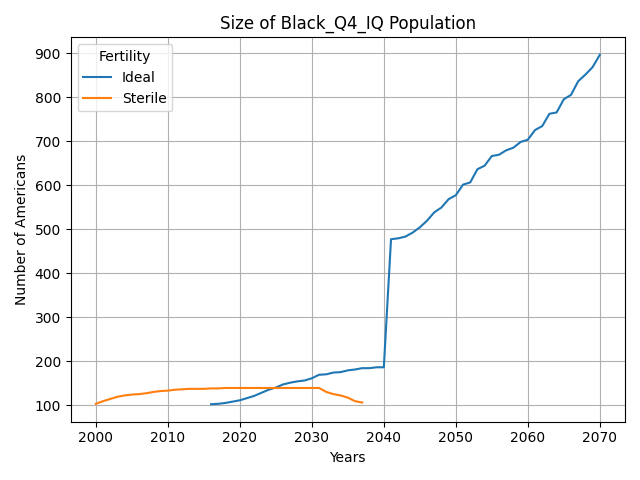 Size of Black_Q4_IQ Population
Number of Americans
900
800
700
600
500
400
300
200
100
Fertility
Ideal
Sterile
2000 2010 2020 2030 2040 2050 2060 2070
Years